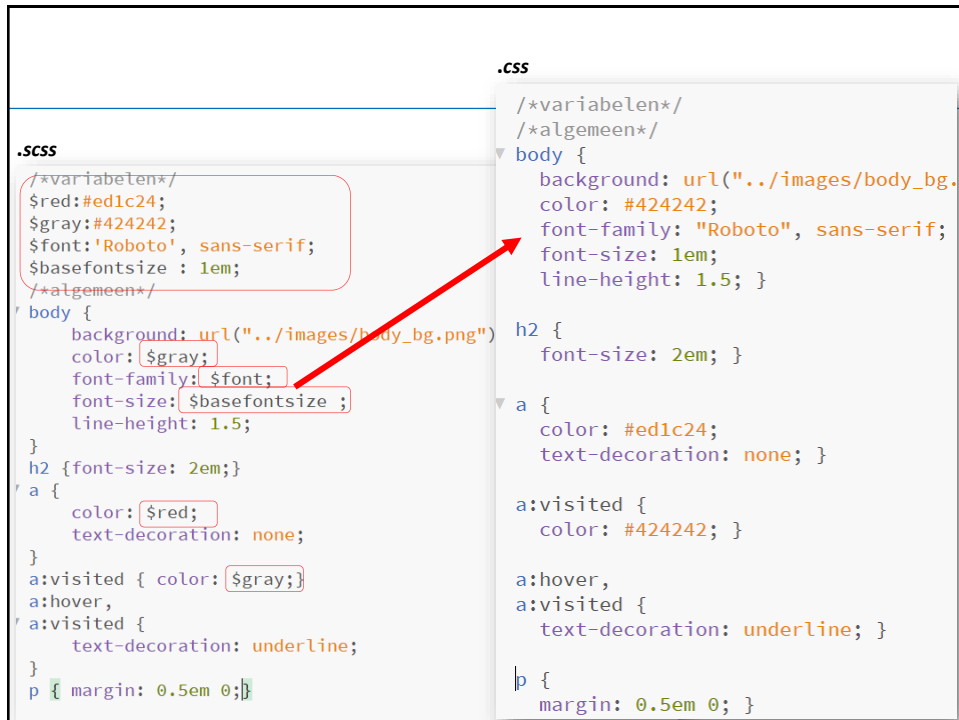 .scss
/*variabelen*/
$red:#ed1c24;
$gray:#424242;
$font:'Roboto', sans-serif;
$basefontsize : 1em;
/*algemeen*/
body {
background: url("../images/body_bg.png")
color: $gray;
font-family: $font;
font-size: $basefontsize ;
line-height: 1.5;
}
h2 {font-size: 2em;}
a {
color: $red;
text-decoration: none;
}
a:visited { color: $gray;}
a:hover,
a:visited {
text-decoration: underline;
}
p { margin: 0.5em 0;}
.css
/*variabelen*/
/*algemeen*/
body {
background: url("../images/body_bg.
color: #424242;
font-family: "Roboto", sans-serif;
font-size: 1em;
line-height: 1.5; }
h2 {
font-size: 2em; }
a {
color: #ed1c24;
text-decoration: none; }
a:visited {
color: #424242; }
a:hover,
a:visited {
text-decoration: underline; }
p {
margin: 0.5em 0; }